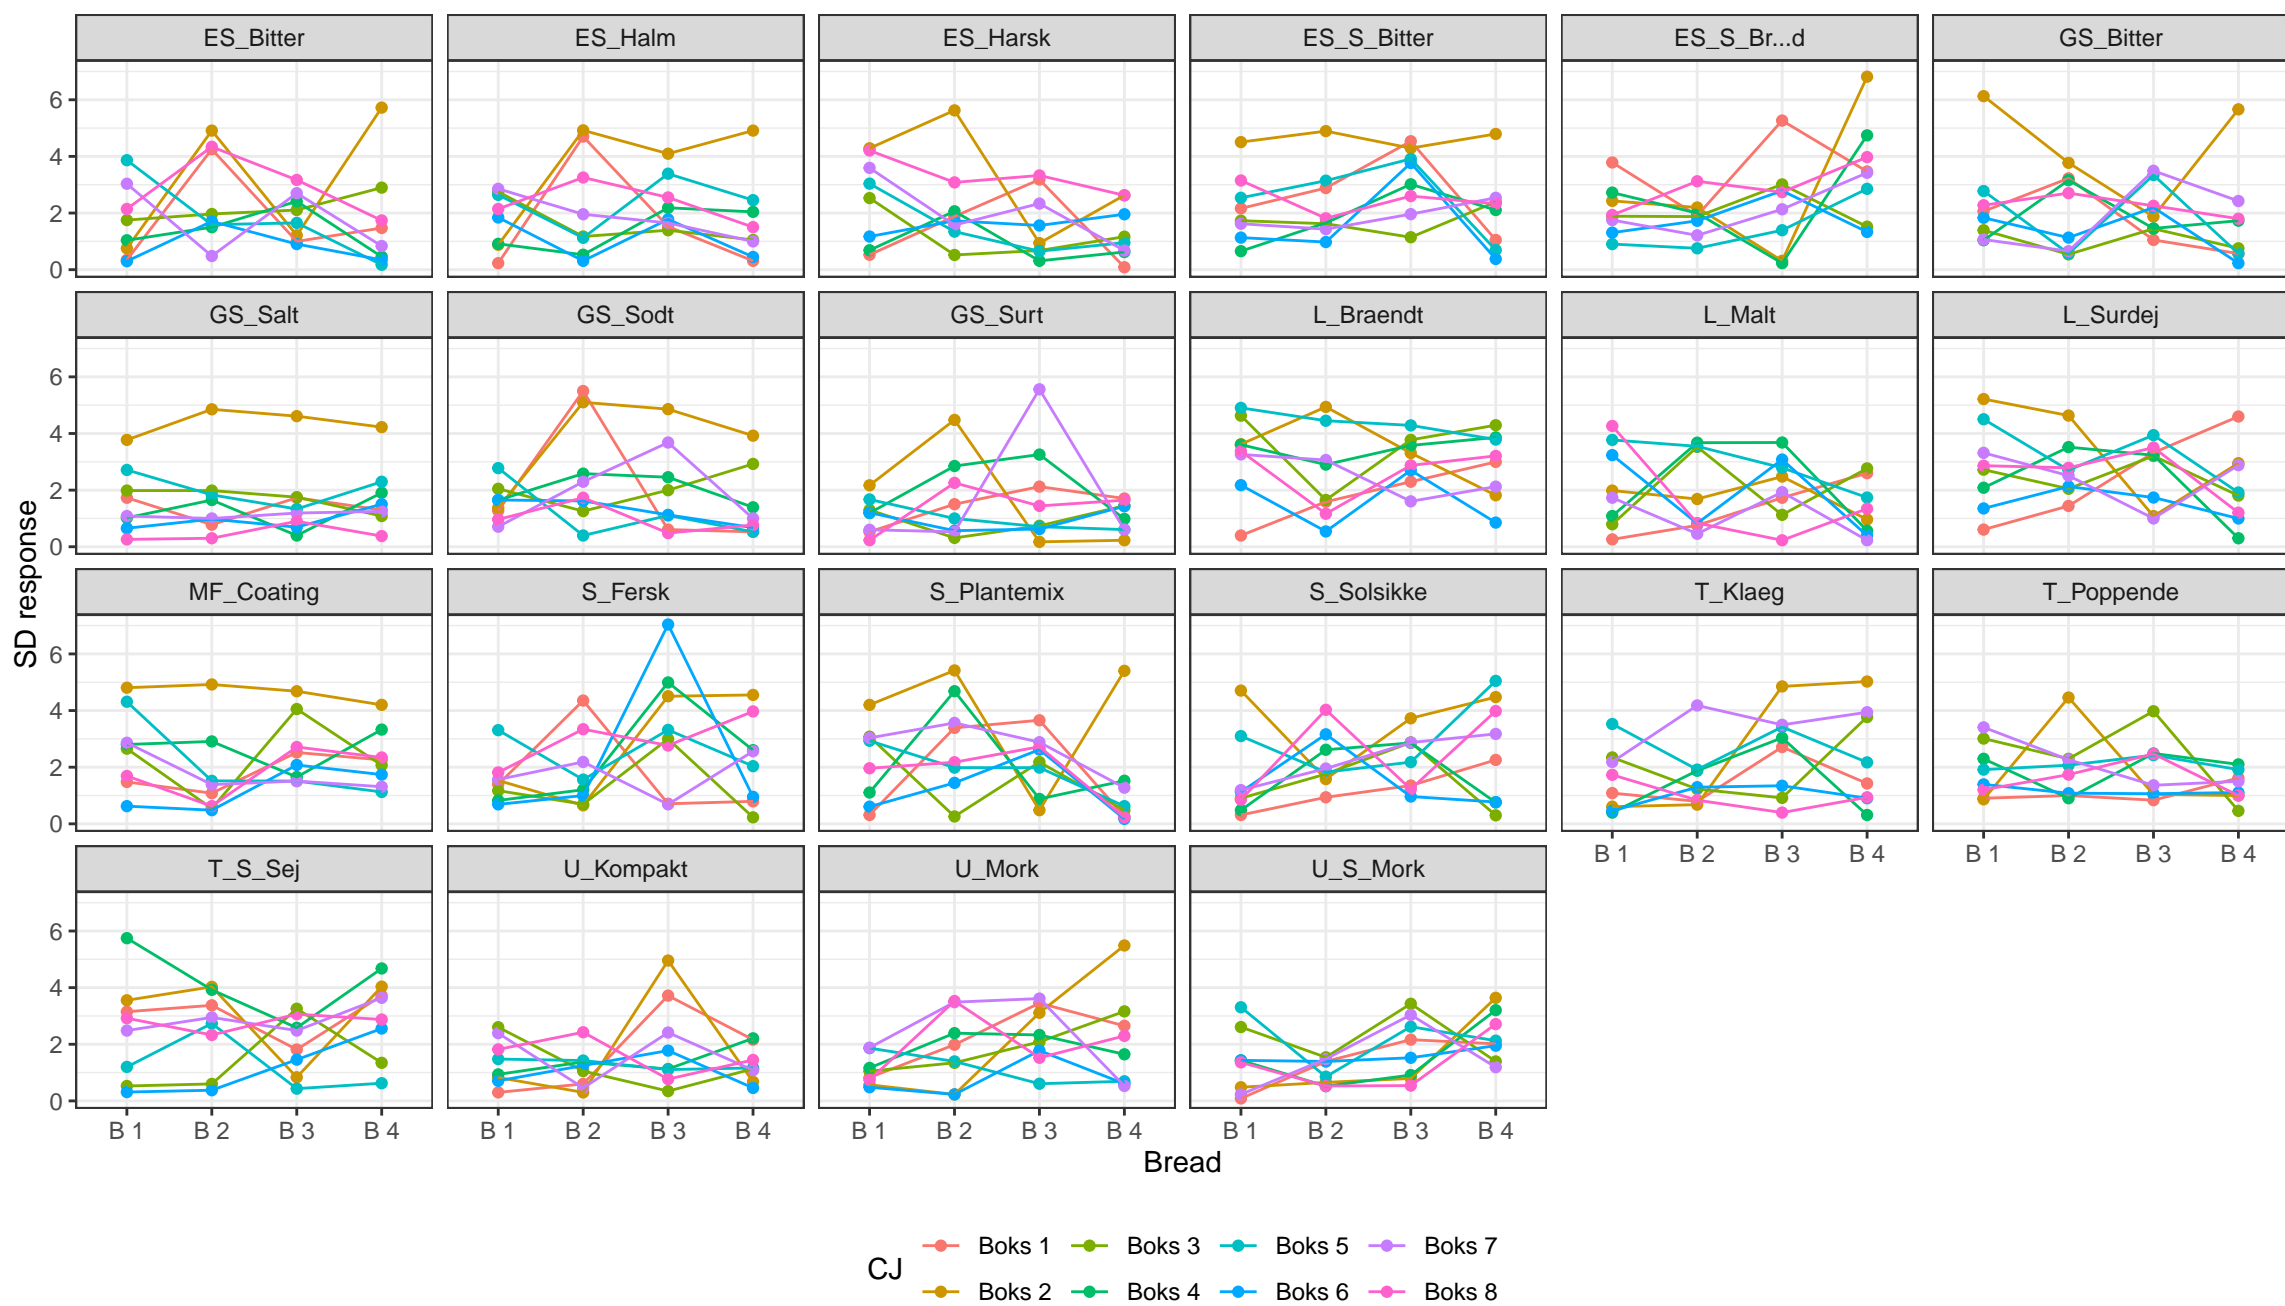 ES_Bitter ES_Halm ES_Harsk ES_S_Bitter ES_S_Br...d GS_Bitter
6
4
2
0
GS_Salt GS_Sodt GS_Surt L_Braendt L_Malt L_Surdej
6
4
2
0
SD response
MF_Coating S_Fersk S_Plantemix S_Solsikke T_Klaeg T_Poppende
6
4
2
0
B 1 B 2 B 3 B 4 B 1 B 2 B 3 B 4
T_S_Sej U_Kompakt U_Mork U_S_Mork
6
4
2
0
B 1 B 2 B 3 B 4 B 1 B 2 B 3 B 4 B 1 B 2 B 3 B 4 B 1 B 2 B 3 B 4
Bread
CJ
Boks 1 Boks 3 Boks 5 Boks 7
Boks 2 Boks 4 Boks 6 Boks 8